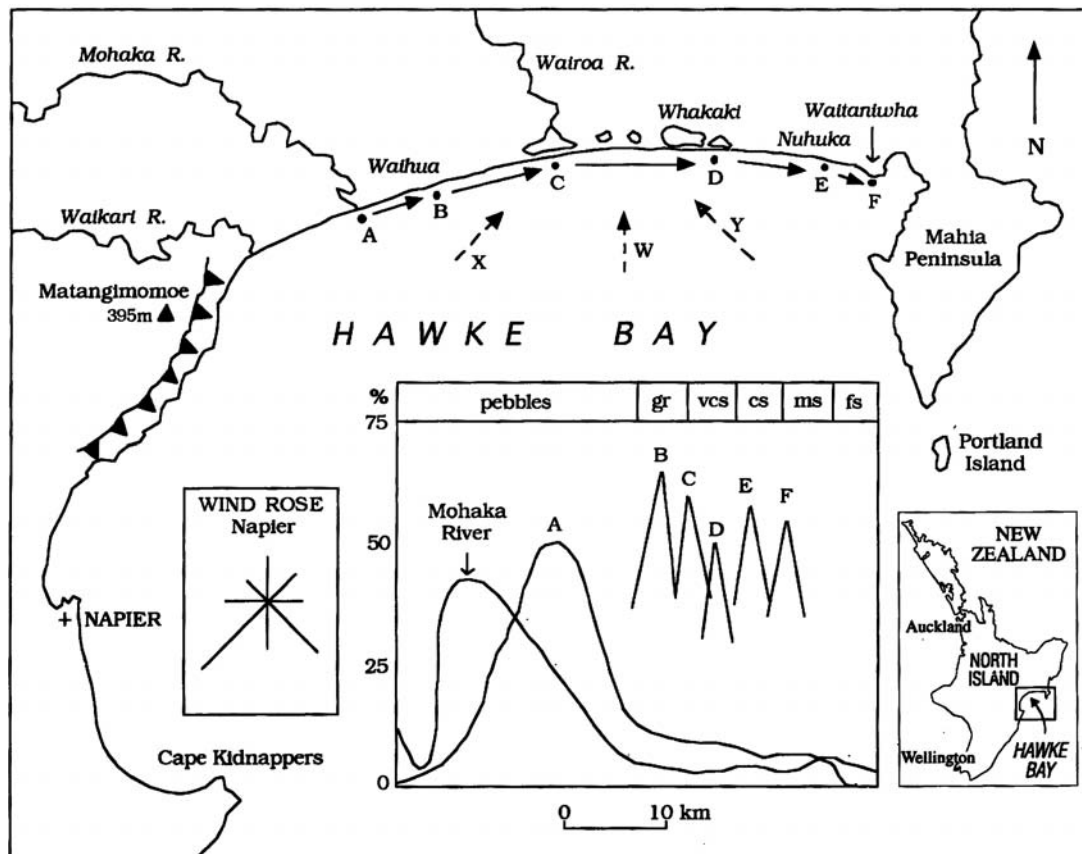 Mohaka R.
Wairoa R.
Whakaki
Waitaniwha
Nuhuka
Waihua
N
C
D
E
F
B
A
Waikari R.
X
W
Y
Mahia
Peninsula
Matangimomoe
395m
HAWKE BAY
%
pebbles
gr
vcs
cs
ms
fs
75
50
25
0
B
C
D
E
F
Mohaka
River
A
Portland
Island
WIND ROSE
Napier
+ NAPIER
Cape Kidnappers
0 10 km
NEW
ZEALAND
Auckland
NORTH
ISLAND
Wellington
HAWKE
BAY